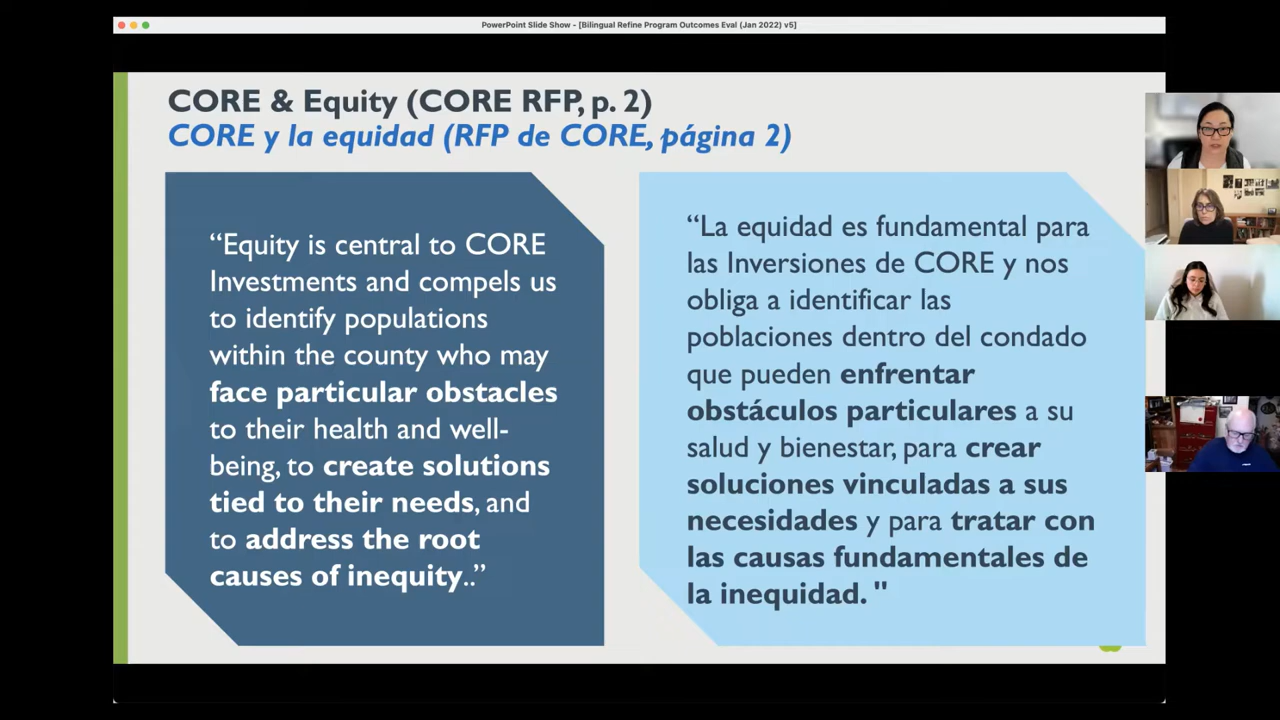 PowerPoint Slide Show - [Bilingual Refine Program Outcomes Eval (Jan 2022) v5]
CORE & Equity (CORE RFP, p. 2)
CORE y la equidad (RFP de CORE, página 2)
“Equity is central to CORE
Investments and compels us
to identify populations
within the county who may
face particular obstacles
to their health and well-
being, to create solutions
tied to their needs, and
to address the root
causes of inequity..”
“La equidad es fundamental para
las Inversiones de CORE y nos
obliga a identificar las
poblaciones dentro del condado
que pueden enfrentar
obstáculos particulares a su
salud y bienestar, para crear
soluciones vinculadas a sus
necesidades y para tratar con
las causas fundamentales de
la inequidad. "